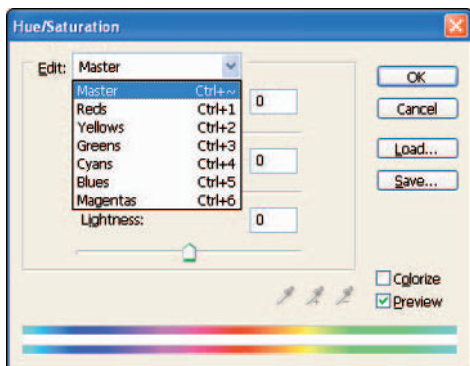 Hue/Saturation
Edit: Master
Master Ctrl+~
Reds Ctrl+1
Yellows Ctrl+2
Greens Ctrl+3
Cyans Ctrl+4
Blues Ctrl+5
Magentas Ctrl+6
0
0
Lightness: 0
OK
Cancel
Load...
Save...
Colorize
Preview